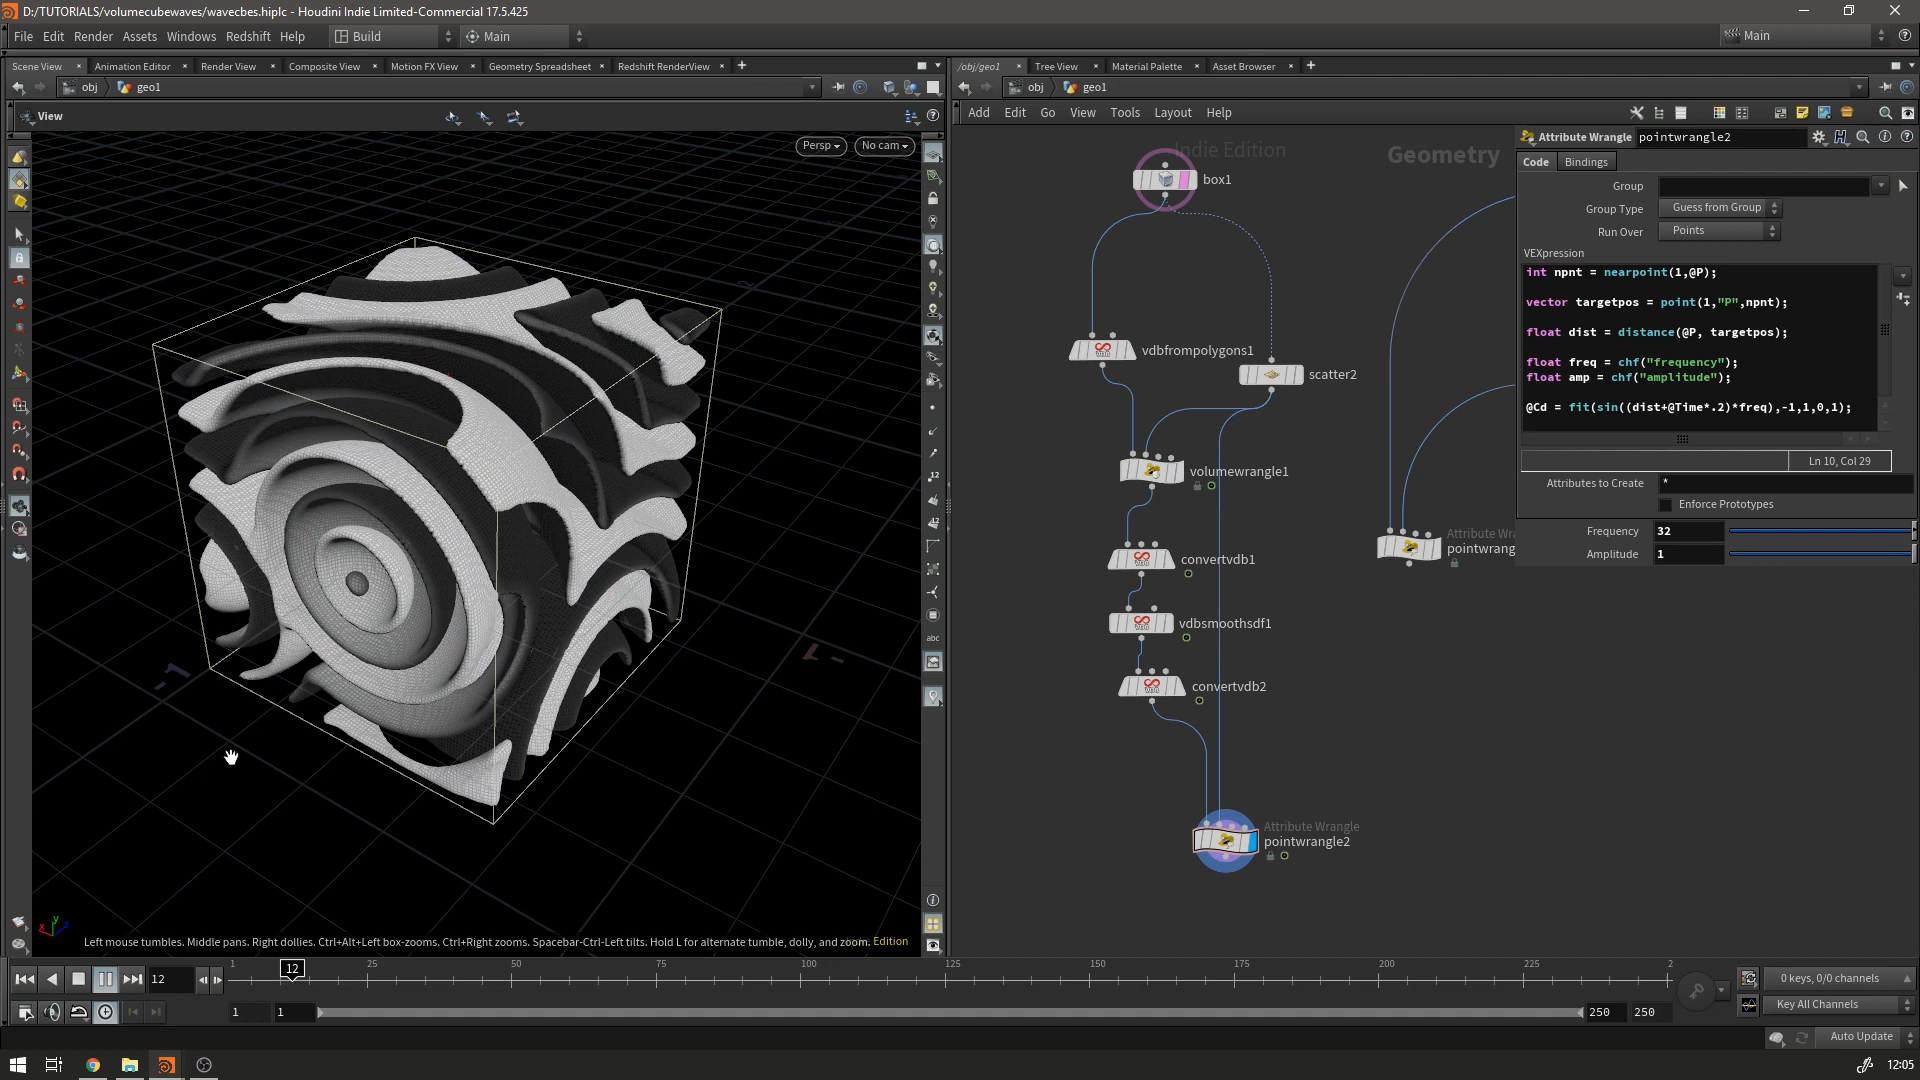 D:/TUTORIALS/volumecubewaves/wavecbes.hiplc - Houdini Indie Limited-Commercial 17.5.425
File Edit Render Assets Windows Redshift Help Build Main Main
Scene View Animation Editor Render View Composite View Motion FX View Geometry Spreadsheet Redshift RenderView
/obj/geo1 Tree View Material Palette Asset Browser
obj geo1
obj geo1
View
Add Edit Go View Tools Layout Help
Persp No cam
Indie Edition
Geometry
box1
vdbfrompolygons1
scatter2
volumewrangle1
convertvdb1
vdbsmoothsdf1
convertvdb2
Attribute Wrangle
pointwrangle2
Attribute Wr
pointwrang
Attribute Wrangle pointwrangle2
Code Bindings
Group
Group Type Guess from Group
Run Over Points
VEXpression
int npnt = nearpoint(1,@P);
vector targetpos = point(1,"P",npnt);
float dist = distance(@P, targetpos);
float freq = chf("frequency");
float amp = chf("amplitude");
@Cd = fit(sin((dist+@Time*.2)*freq),-1,1,0,1);
Ln 10, Col 29
Attributes to Create *
Enforce Prototypes
Frequency 32
Amplitude 1
abc
y
x
z
Left mouse tumbles. Middle pans. Right dollies. Ctrl+Alt+Left box-zooms. Ctrl+Right zooms. Spacebar-Ctrl-Left tilts. Hold L for alternate tumble, dolly, and zoom. Edition
12
1 12 25 50 75 100 125 150 175 200 225 2
0 keys, 0/0 channels
1 1 250 250
Key All Channels
Auto Update
12:05